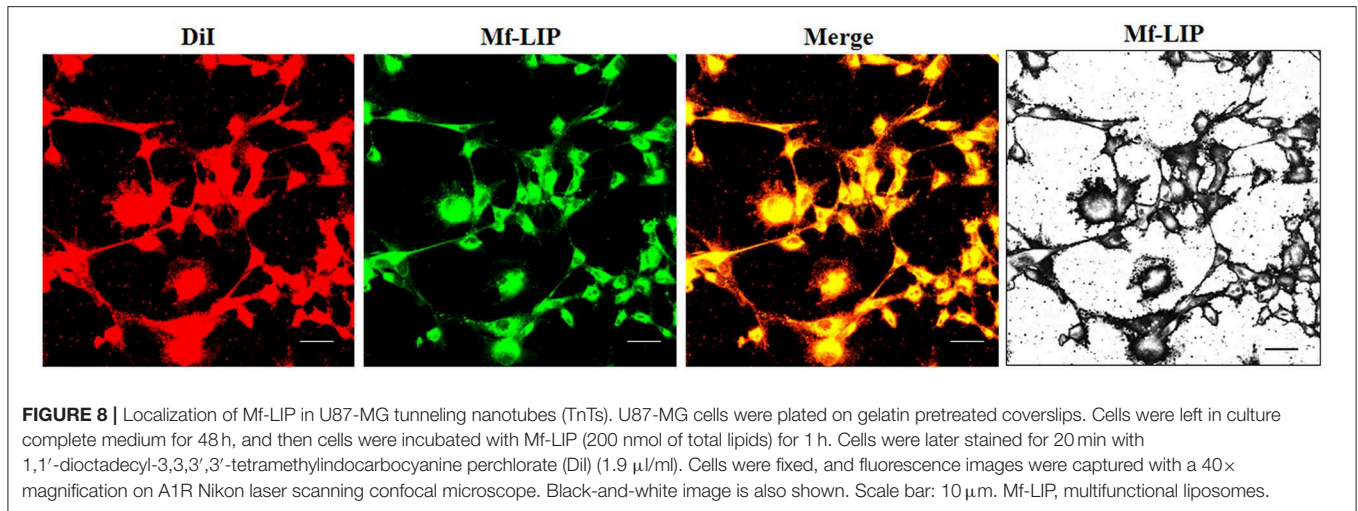 DiI Mf-LIP Merge Mf-LIP
FIGURE 8 | Localization of Mf-LIP in U87-MG tunneling nanotubes (TnTs). U87-MG cells were plated on gelatin pretreated coverslips. Cells were left in culture
complete medium for 48 h, and then cells were incubated with Mf-LIP (200 nmol of total lipids) for 1 h. Cells were later stained for 20 min with
1,1′-dioctadecyl-3,3,3′,3′-tetramethylindocarbocyanine perchlorate (DiI) (1.9 μl/ml). Cells were fixed, and fluorescence images were captured with a 40×
magnification on A1R Nikon laser scanning confocal microscope. Black-and-white image is also shown. Scale bar: 10 μm. Mf-LIP, multifunctional liposomes.